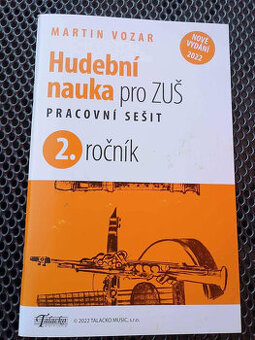 MARTIN VOZAR
NOVÉ
VYDÁNÍ
2022
Hudební
nauka pro ZUŠ
PRACOVNÍ SEŠIT
2. ročník
Talacko
© 2022 TALACKO MUSIC, s.r.o.